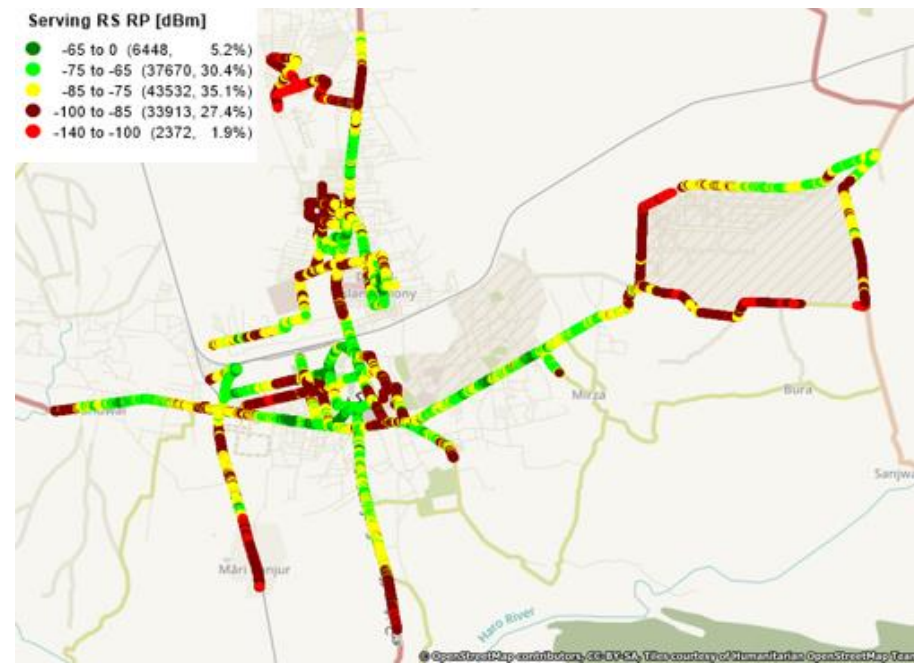 Serving RS RP [dBm]
-65 to 0 (6448, 5.2%)
-75 to -65 (37670, 30.4%)
-85 to -75 (43532, 35.1%)
-100 to -85 (33913, 27.4%)
-140 to -100 (2372, 1.9%)
Mirza
Bura
Sanjwa
Māri
Haro River
© OpenStreetMap contributors, CC-BY-SA, Tiles courtesy of Humanitarian OpenStreetMap Team